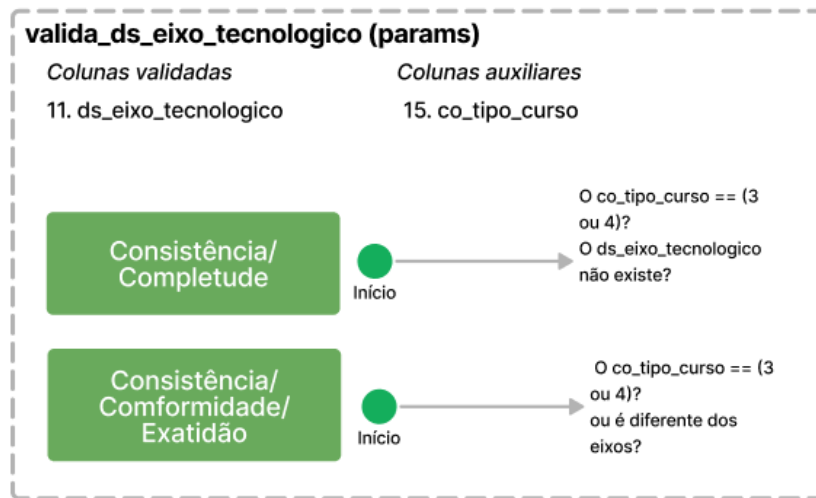 valida_ds_eixo_tecnologico (params)
Colunas validadas
Colunas auxiliares
11. ds_eixo_tecnologico
15. co_tipo_curso
Consistência/
Completude
Início
O co_tipo_curso == (3
ou 4)?
O ds_eixo_tecnologico
não existe?
Consistência/
Comformidade/
Exatidão
Início
O co_tipo_curso == (3
ou 4)?
ou é diferente dos
eixos?